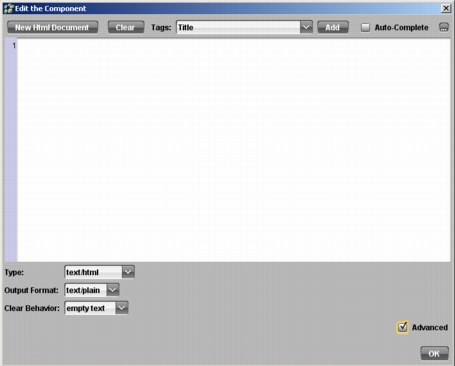 Edit the Component
New Html Document Clear Tags: Title Add Auto-Complete
1
Type: text/html
Output Format: text/plain
Clear Behavior: empty text
Advanced
OK